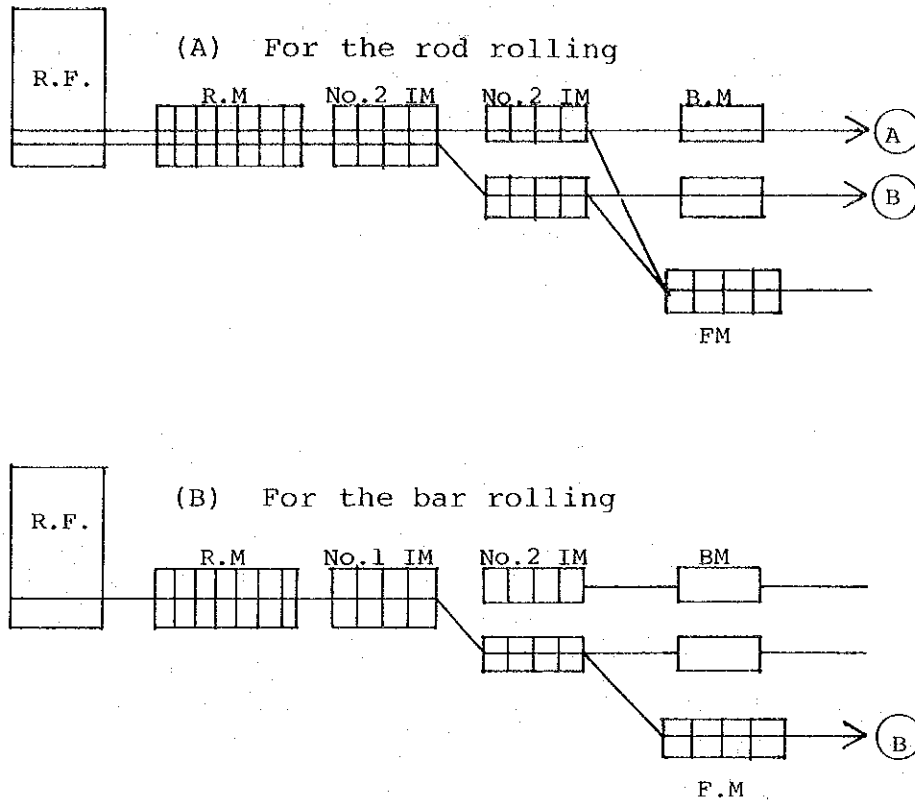 (A) For the rod rolling
R.F.
R.M No.2 IM No.2 IM B.M
A
B
FM
(B) For the bar rolling
R.F.
R.M No.1 IM No.2 IM BM
B
F.M